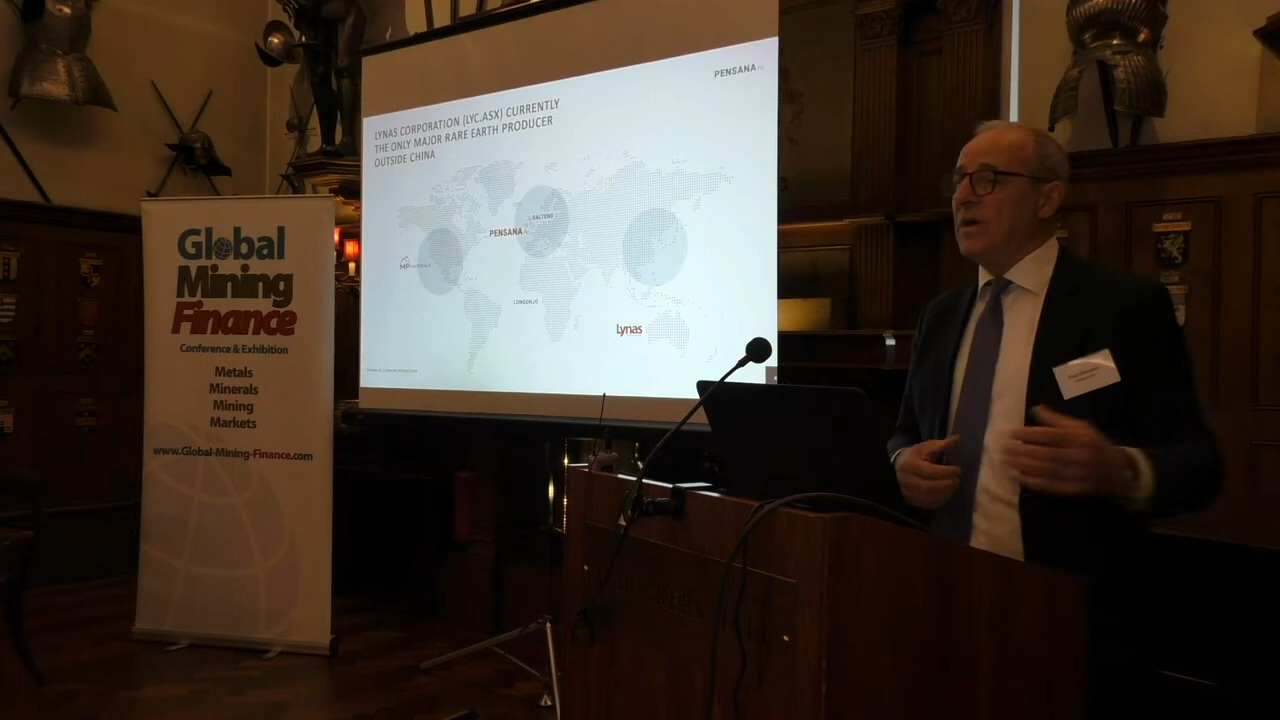 Global
Mining
Finance
Conference & Exhibition
Metals
Minerals
Mining
Markets
www.Global-Mining-Finance.com
PENSANA
LYNAS CORPORATION (LYC.ASX) CURRENTLY
THE ONLY MAJOR RARE EARTH PRODUCER
OUTSIDE CHINA
SALTEND
PENSANA
MP
LONGONJO
Lynas